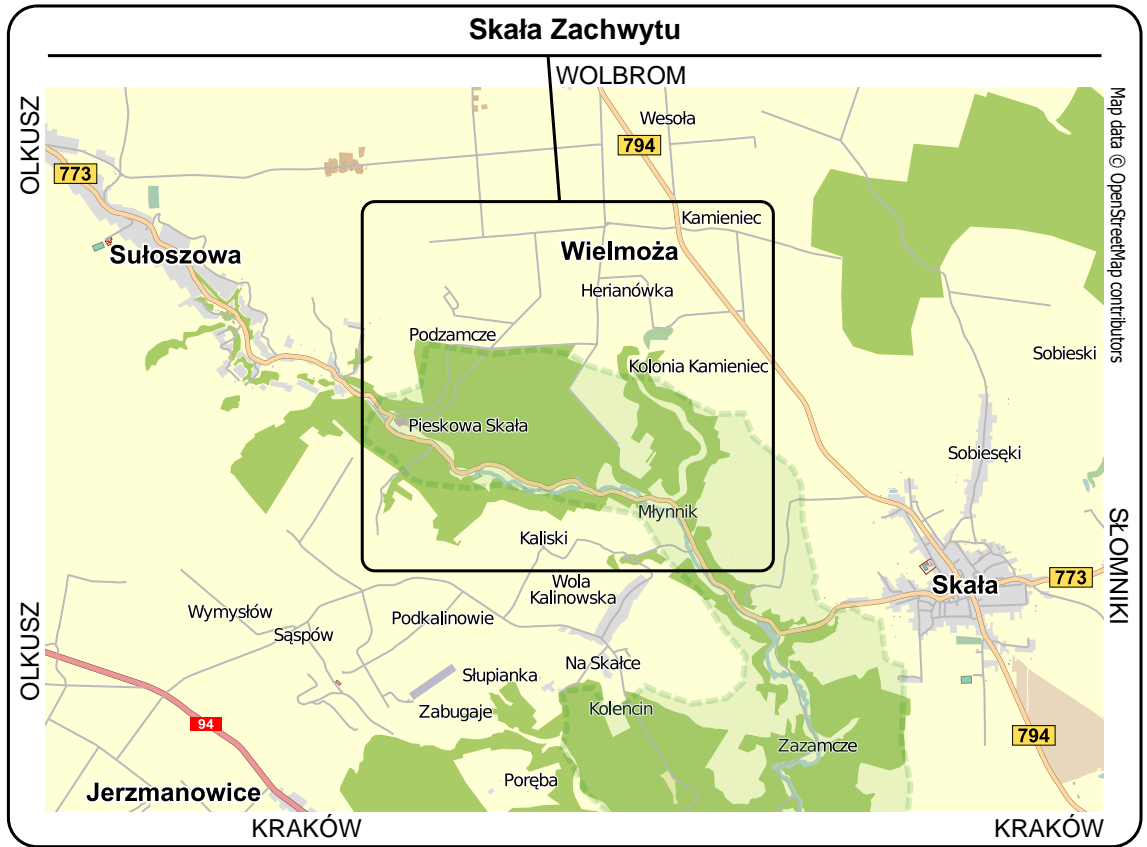 Skała Zachwytu
WOLBROM
OLKUSZ
Map data © OpenStreetMap contributors
Wesoła
794
773
Kamieniec
Sułoszowa
Wielmoża
Herianówka
Podzamcze
Sobieski
Kolonia Kamieniec
Pieskowa Skała
Sobiesęki
Młynnik
Kaliski
SŁOMNIKI
Wola
Kalinowska
773
Skała
OLKUSZ
Wymysłów
Podkalinowie
Sąspów
Na Skałce
Słupianka
Zabugaje
Kolencin
94
794
Zazamcze
Poręba
Jerzmanowice
KRAKÓW
KRAKÓW